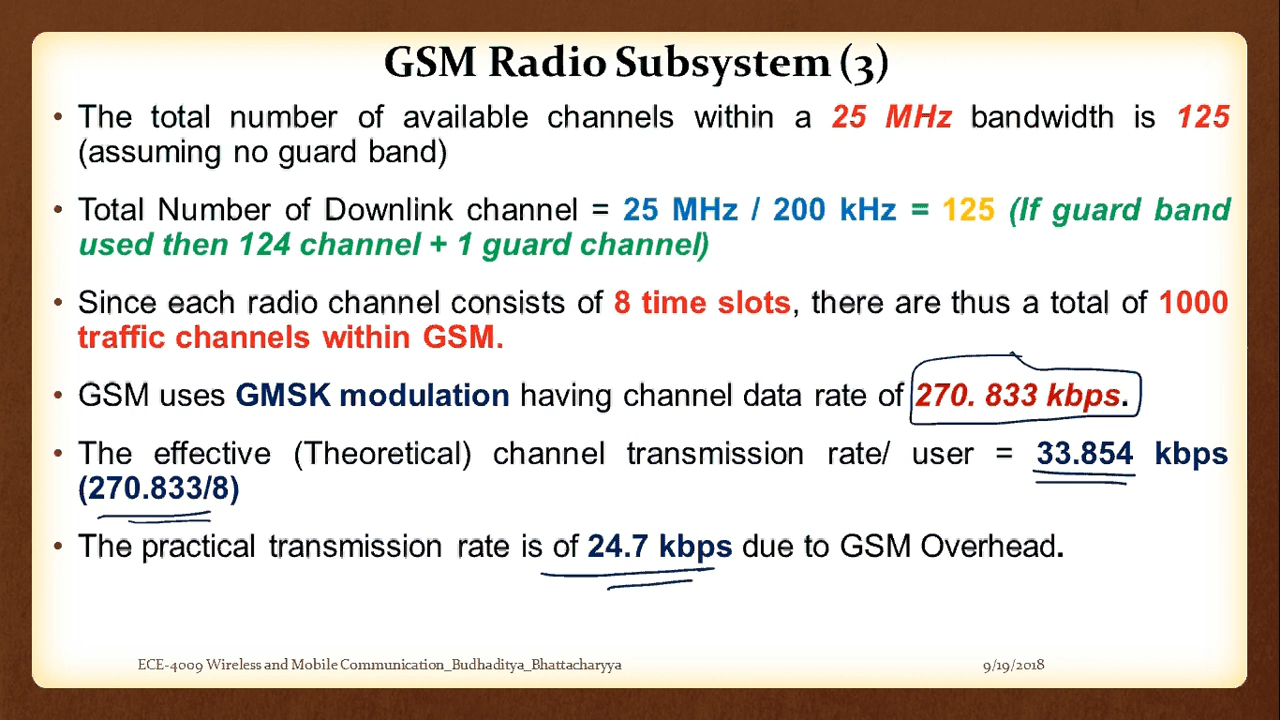 GSM Radio Subsystem (3)
• The total number of available channels within a 25 MHz bandwidth is 125
(assuming no guard band)
• Total Number of Downlink channel = 25 MHz / 200 kHz = 125 (If guard band
used then 124 channel + 1 guard channel)
• Since each radio channel consists of 8 time slots, there are thus a total of 1000
traffic channels within GSM.
• GSM uses GMSK modulation having channel data rate of 270. 833 kbps.
• The effective (Theoretical) channel transmission rate/ user = 33.854 kbps
(270.833/8)
• The practical transmission rate is of 24.7 kbps due to GSM Overhead.
ECE-4009 Wireless and Mobile Communication_Budhaditya_Bhattacharyya
9/19/2018